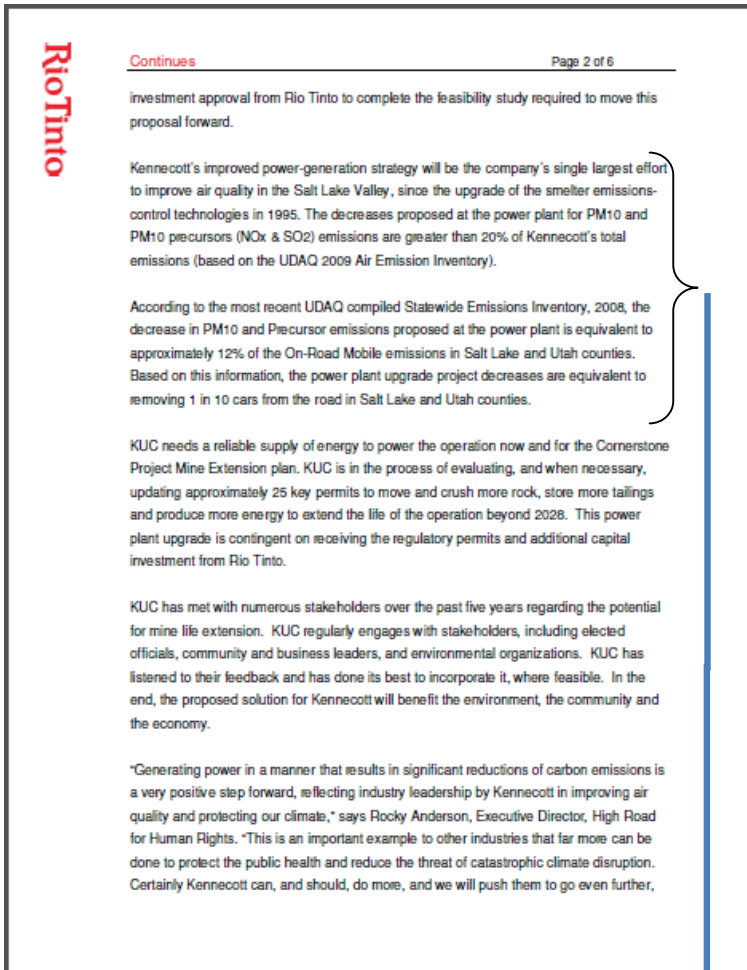 RioTinto
Continues Page 2 of 6
investment approval from Rio Tinto to complete the feasibility study required to move this
proposal forward.
Kennecott's improved power-generation strategy will be the company's single largest effort
to improve air quality in the Salt Lake Valley, since the upgrade of the smelter emissions-
control technologies in 1995. The decreases proposed at the power plant for PM10 and
PM10 precursors (NOx & SO2) emissions are greater than 20% of Kennecott's total
emissions (based on the UDAQ 2009 Air Emission Inventory).
According to the most recent UDAQ compiled Statewide Emissions Inventory, 2008, the
decrease in PM10 and Precursor emissions proposed at the power plant is equivalent to
approximately 12% of the On-Road Mobile emissions in Salt Lake and Utah counties.
Based on this information, the power plant upgrade project decreases are equivalent to
removing 1 in 10 cars from the road in Salt Lake and Utah counties.
KUC needs a reliable supply of energy to power the operation now and for the Cornerstone
Project Mine Extension plan. KUC is in the process of evaluating, and when necessary,
updating approximately 25 key permits to move and crush more rock, store more tailings
and produce more energy to extend the life of the operation beyond 2028. This power
plant upgrade is contingent on receiving the regulatory permits and additional capital
investment from Rio Tinto.
KUC has met with numerous stakeholders over the past five years regarding the potential
for mine life extension. KUC regularly engages with stakeholders, including elected
officials, community and business leaders, and environmental organizations. KUC has
listened to their feedback and has done its best to incorporate it, where feasible. In the
end, the proposed solution for Kennecott will benefit the environment, the community and
the economy.
"Generating power in a manner that results in significant reductions of carbon emissions is
a very positive step forward, reflecting industry leadership by Kennecott in improving air
quality and protecting our climate," says Rocky Anderson, Executive Director, High Road
for Human Rights. "This is an important example to other industries that far more can be
done to protect the public health and reduce the threat of catastrophic climate disruption.
Certainly Kennecott can, and should, do more, and we will push them to go even further,